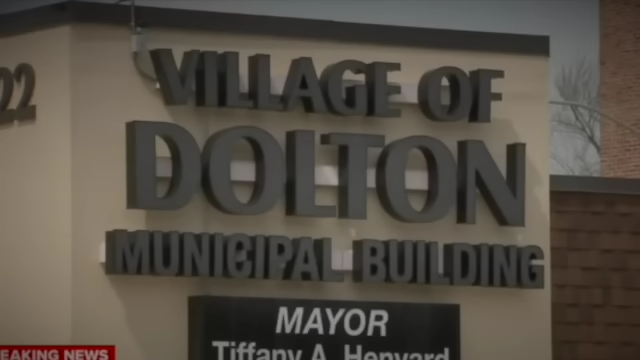 22
VILLAGE OF
DOLTON
MUNICIPAL BUILDING
MAYOR
Tiffany A. Henyard
EAKING NEWS